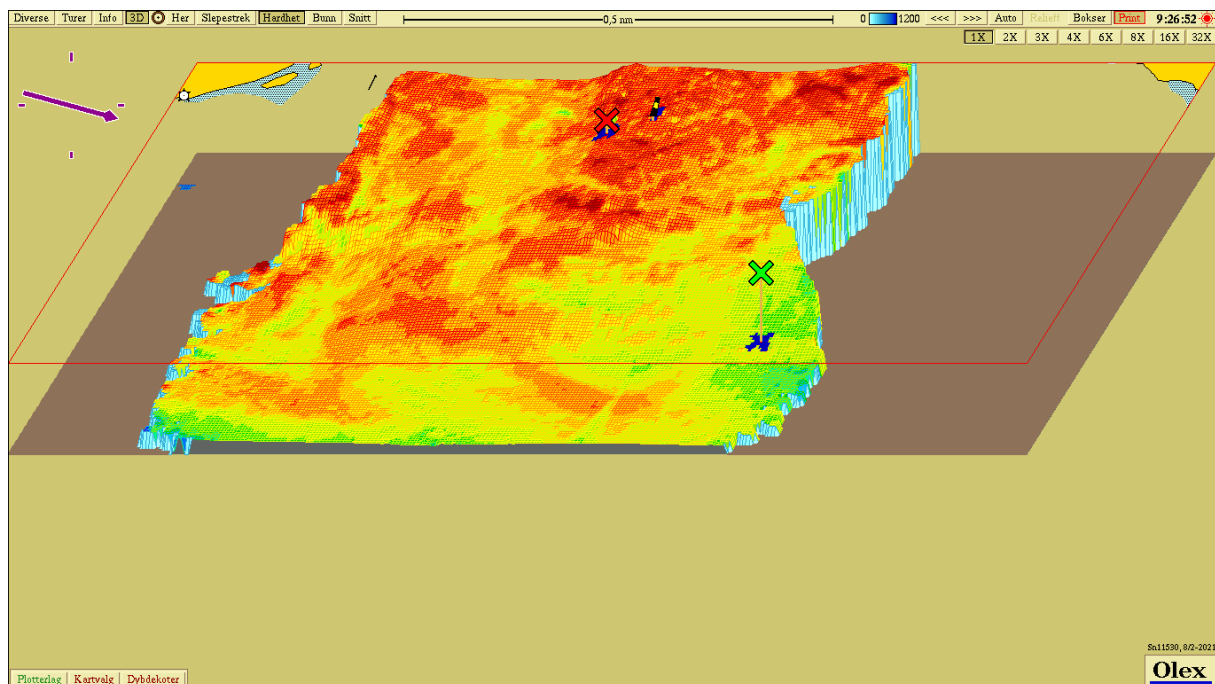 Diverse Turer Info 3D Her Slepestrek Hardhet Bunn Snitt 0,5 nm 0 1200 <<< >>> Auto Relieff Bokser Print 9:26:52
1X 2X 3X 4X 6X 8X 16X 32X
Sn11530, 8/2-2021
Olex
Plotterlag Kartvalg Dybdekoter